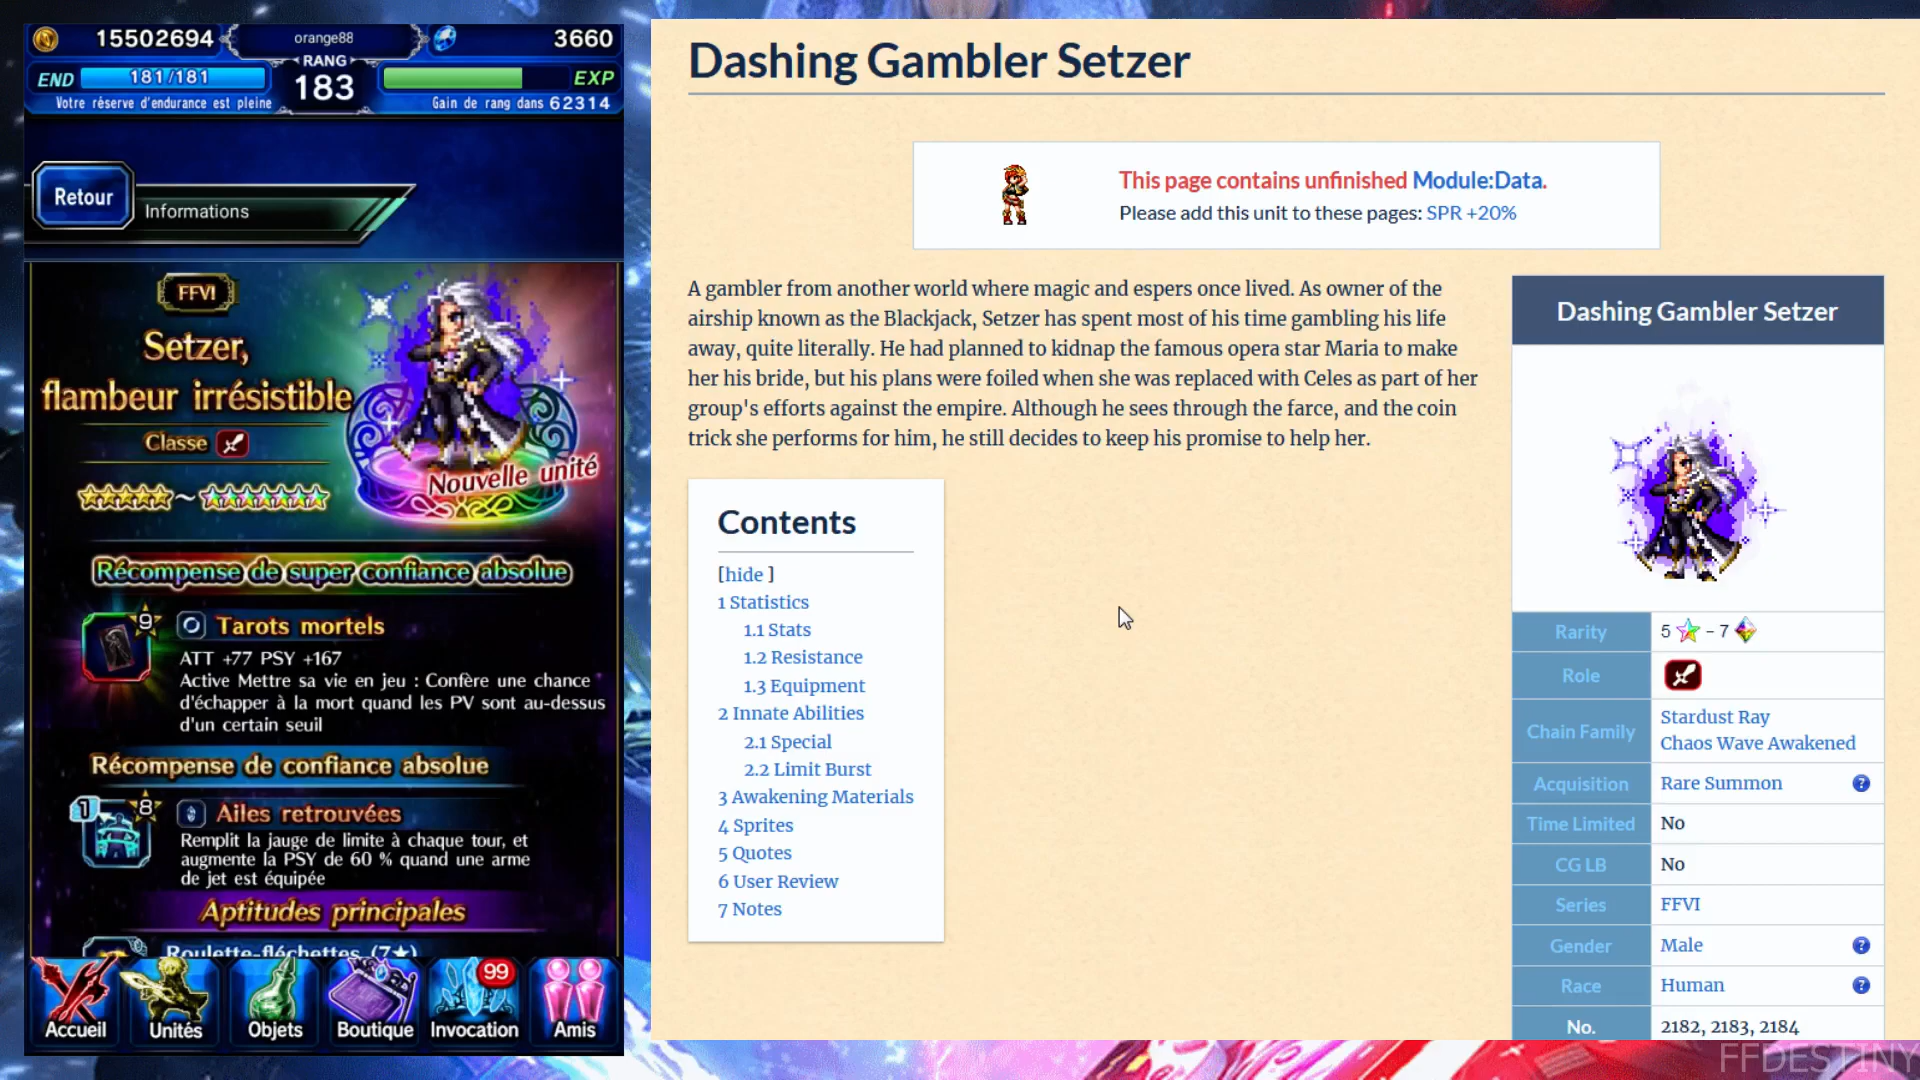 15502694
orange88
3660
END
181/181
RANG
183
EXP
Votre réserve d'endurance est pleine
Gain de rang dans 62314
Retour
Informations
FFVI
Setzer,
flambeur irrésistible
Classe
Nouvelle unité
Récompense de super confiance absolue
9
Tarots mortels
ATT +77 PSY +167
Active Mettre sa vie en jeu : Confère une chance
d'échapper à la mort quand les PV sont au-dessus
d'un certain seuil
Récompense de confiance absolue
1
8
Ailes retrouvées
Remplit la jauge de limite à chaque tour, et
augmente la PSY de 60 % quand une arme
de jet est équipée
Aptitudes principales
Roulette-fléchettes (7★)
99
Accueil
Unités
Objets
Boutique
Invocation
Amis
Dashing Gambler Setzer
This page contains unfinished Module:Data.
Please add this unit to these pages: SPR +20%
A gambler from another world where magic and espers once lived. As owner of the
airship known as the Blackjack, Setzer has spent most of his time gambling his life
away, quite literally. He had planned to kidnap the famous opera star Maria to make
her his bride, but his plans were foiled when she was replaced with Celes as part of her
group's efforts against the empire. Although he sees through the farce, and the coin
trick she performs for him, he still decides to keep his promise to help her.
Contents
[hide ]
1 Statistics
1.1 Stats
1.2 Resistance
1.3 Equipment
2 Innate Abilities
2.1 Special
2.2 Limit Burst
3 Awakening Materials
4 Sprites
5 Quotes
6 User Review
7 Notes
Dashing Gambler Setzer
Rarity
5 - 7
Role
Chain Family
Stardust Ray
Chaos Wave Awakened
Acquisition
Rare Summon
?
Time Limited
No
CG LB
No
Series
FFVI
Gender
Male
?
Race
Human
?
No.
2182, 2183, 2184
FFDESTINY